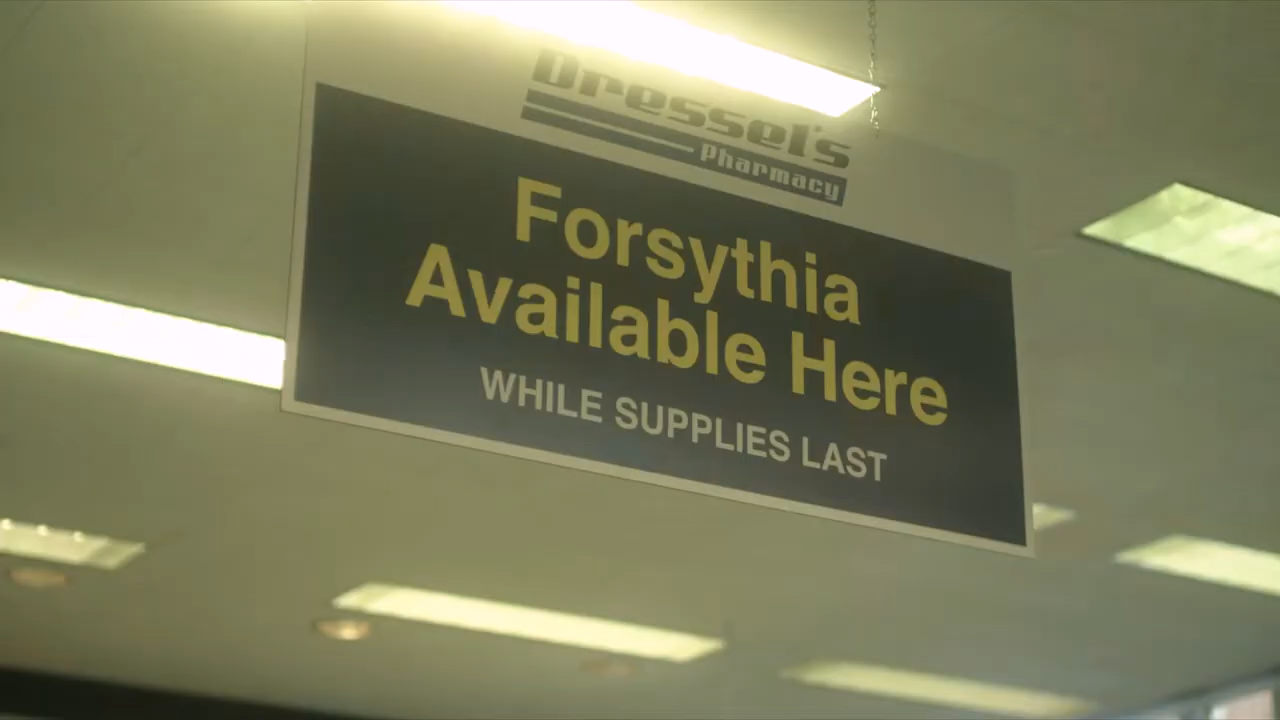 Dressel's
Pharmacy
Forsythia
Available Here
WHILE SUPPLIES LAST